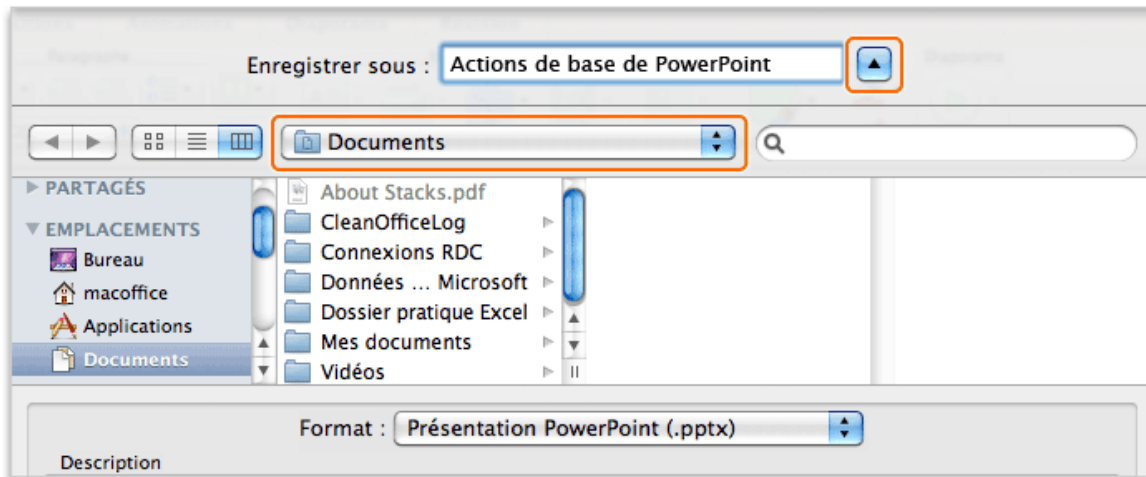 Enregistrer sous : Actions de base de PowerPoint
Documents
PARTAGÉS
EMPLACEMENTS
Bureau
macoffice
Applications
Documents
About Stacks.pdf
CleanOfficeLog
Connexions RDC
Données ... Microsoft
Dossier pratique Excel
Mes documents
Vidéos
Format : Présentation PowerPoint (.pptx)
Description